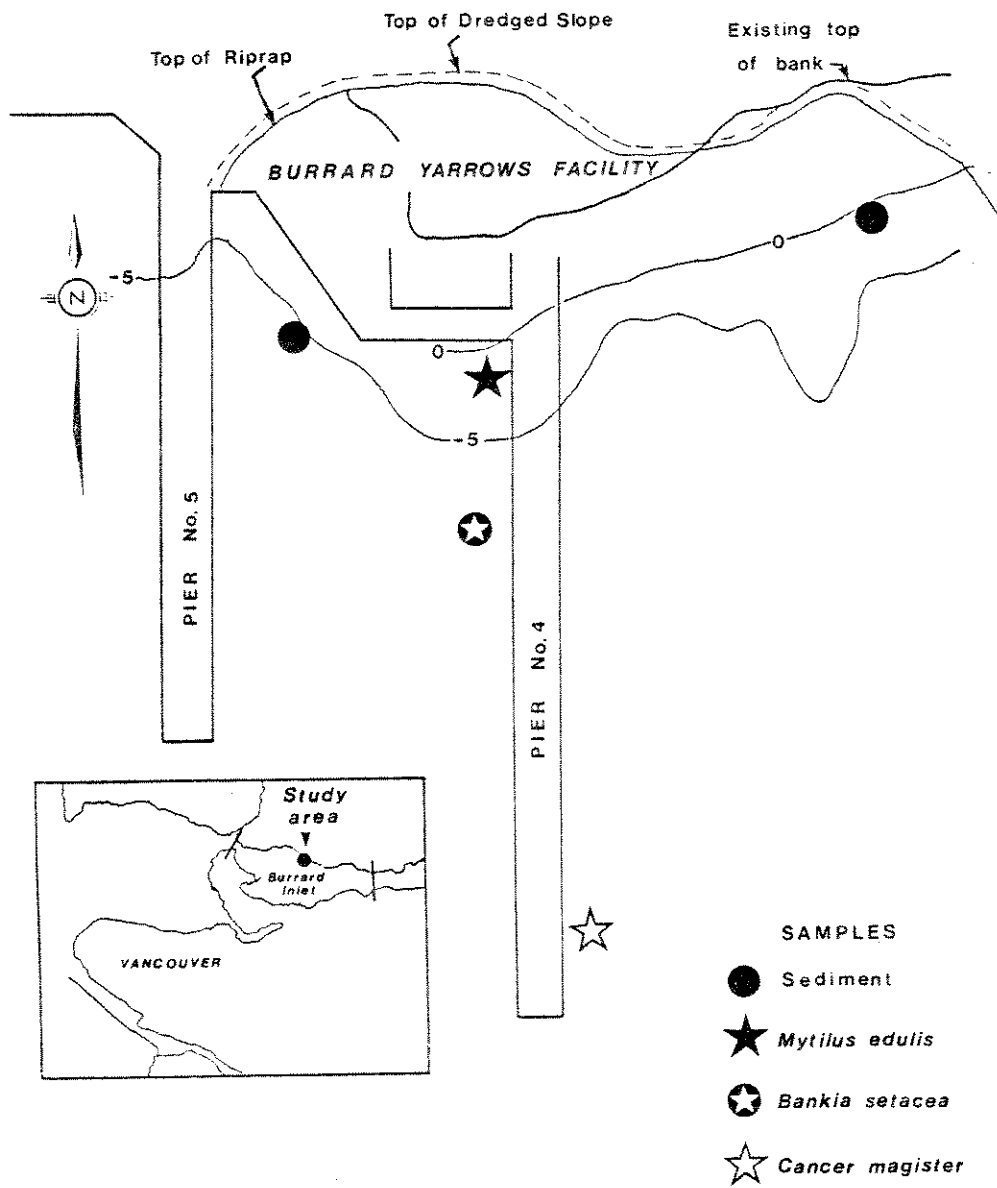 Top of Dredged Slope
Top of Riprap
Existing top
of bank
BURRARD YARROWS FACILITY
-5
0
N
0
-5
PIER No. 5
PIER No. 4
Study
area
Burrard
Inlet
VANCOUVER
SAMPLES
Sediment
Mytilus edulis
Bankia setacea
Cancer magister